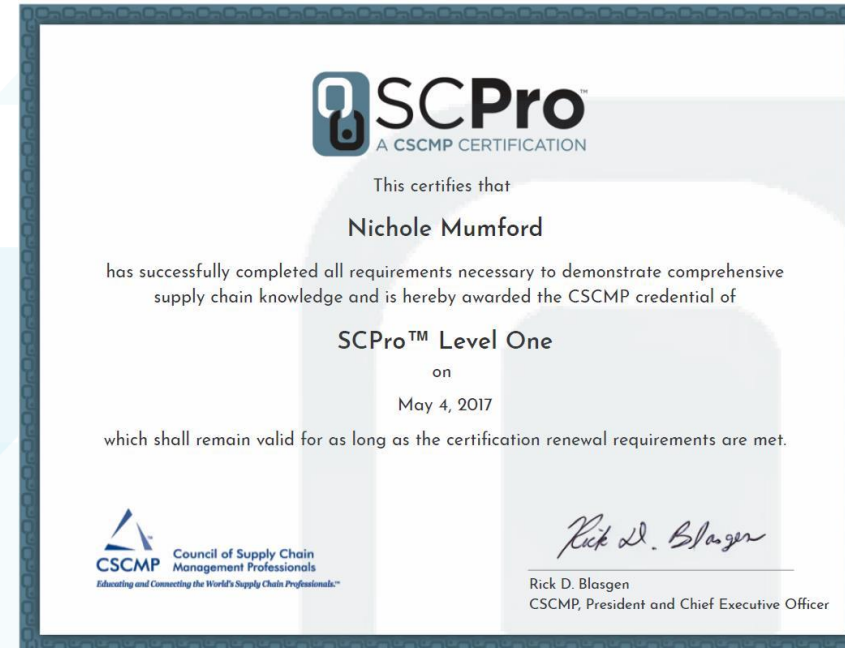 SCPro™
A CSCMP CERTIFICATION
This certifies that
Nichole Mumford
has successfully completed all requirements necessary to demonstrate comprehensive
supply chain knowledge and is hereby awarded the CSCMP credential of
SCPro™ Level One
on
May 4, 2017
which shall remain valid for as long as the certification renewal requirements are met.
CSCMP
Council of Supply Chain
Management Professionals
Educating and Connecting the World's Supply Chain Professionals.℠
Rick D. Blasgen
Rick D. Blasgen
CSCMP, President and Chief Executive Officer